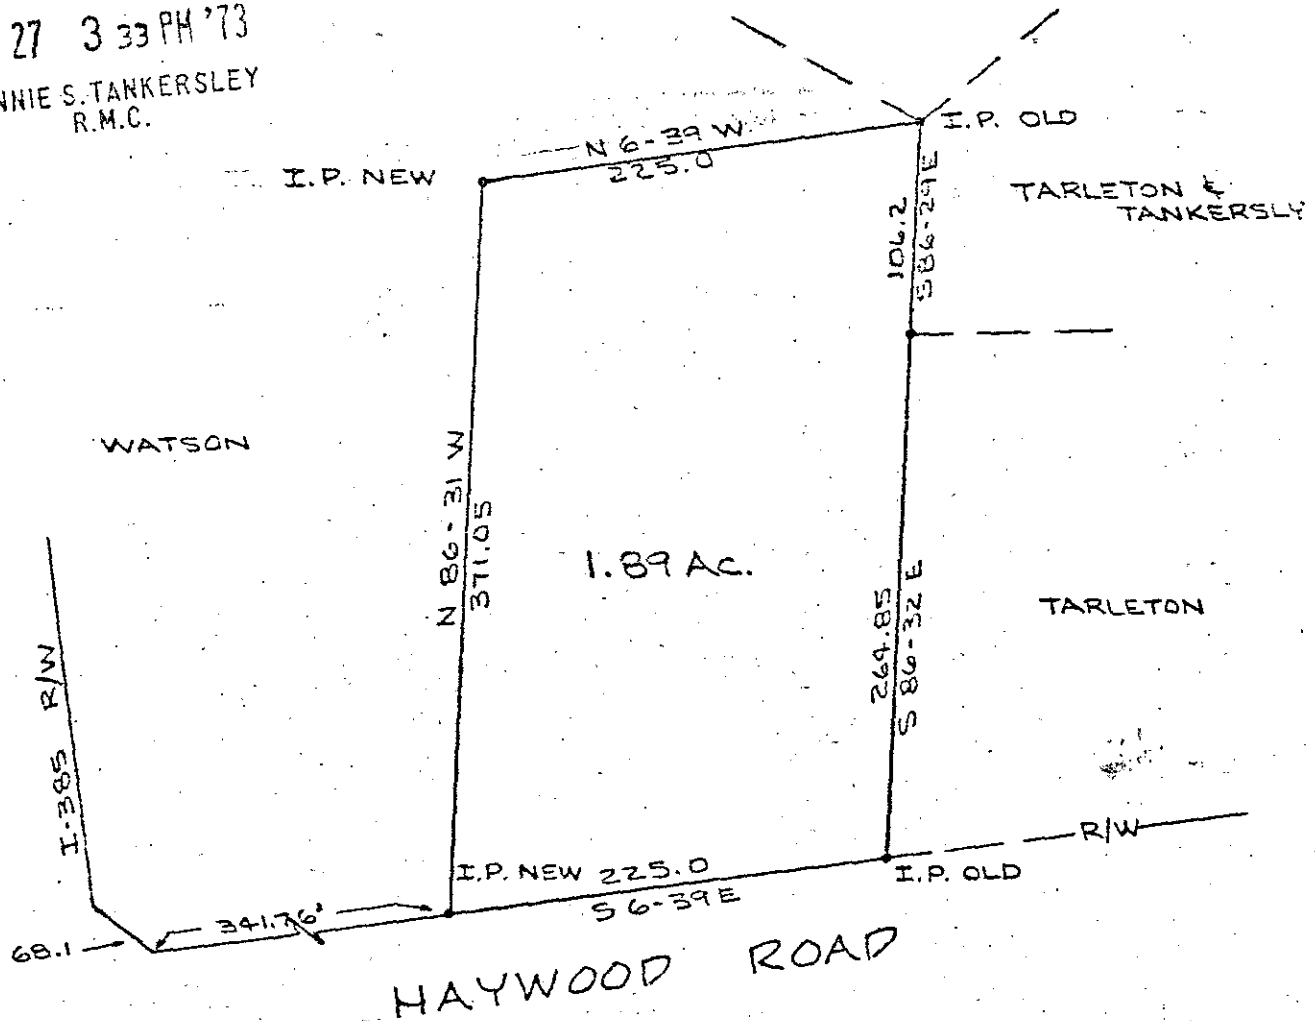 27 3 33 PM '73
NNIE S. TANKERSLEY
R.M.C.
N 6-39 W
225.0
I.P. OLD
I.P. NEW
TARLETON &
TANKERSLY
106.2
S 86-29 E
WATSON
N 86-31 W
371.05
1.89 AC.
264.85
S 86-32 E
TARLETON
I-385 R/W
R/W
I.P. NEW 225.0
I.P. OLD
S 6-39 E
341.76'
68.1
HAYWOOD ROAD